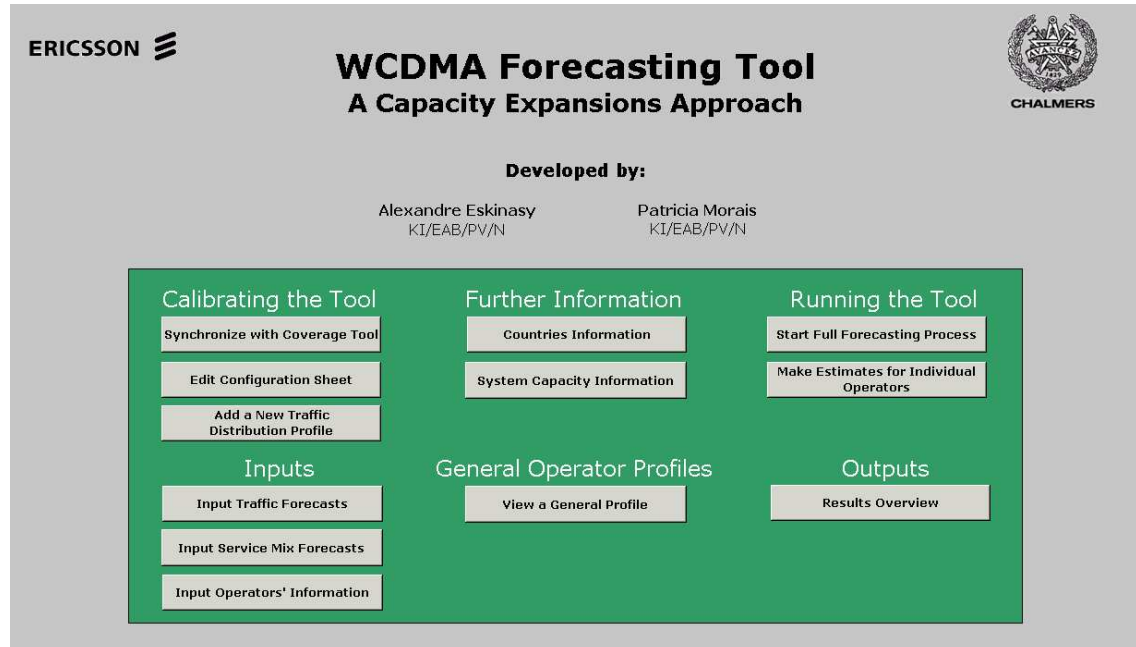 ERICSSON
WCDMA Forecasting Tool
A Capacity Expansions Approach
AVANCEZ
1829
CHALMERS
Developed by:
Alexandre Eskinasy
KI/EAB/PV/N
Patricia Morais
KI/EAB/PV/N
Calibrating the Tool
Synchronize with Coverage Tool
Edit Configuration Sheet
Add a New Traffic
Distribution Profile
Further Information
Countries Information
System Capacity Information
Running the Tool
Start Full Forecasting Process
Make Estimates for Individual
Operators
Inputs
Input Traffic Forecasts
Input Service Mix Forecasts
Input Operators' Information
General Operator Profiles
View a General Profile
Outputs
Results Overview